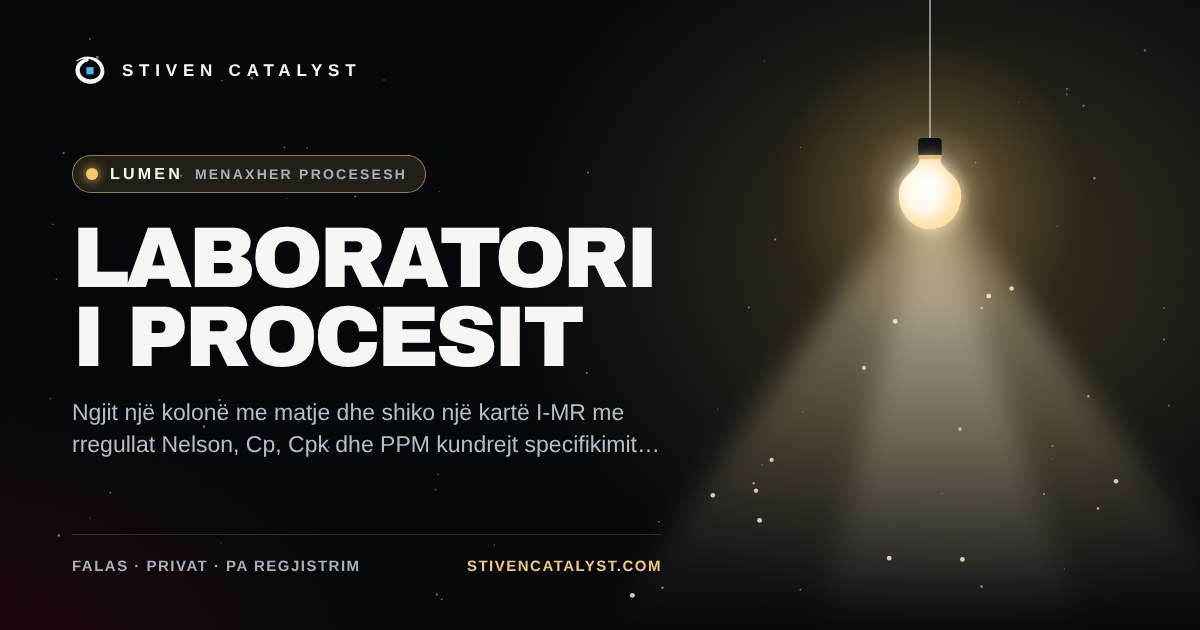 STIVEN CATALYST
LUMEN MENAXHER PROCESESH
LABORATORI
I PROCESIT
Ngjit një kolonë me matje dhe shiko një kartë I-MR me
rregullat Nelson, Cp, Cpk dhe PPM kundrejt specifikimit…
FALAS · PRIVAT · PA REGJISTRIM STIVENCATALYST.COM